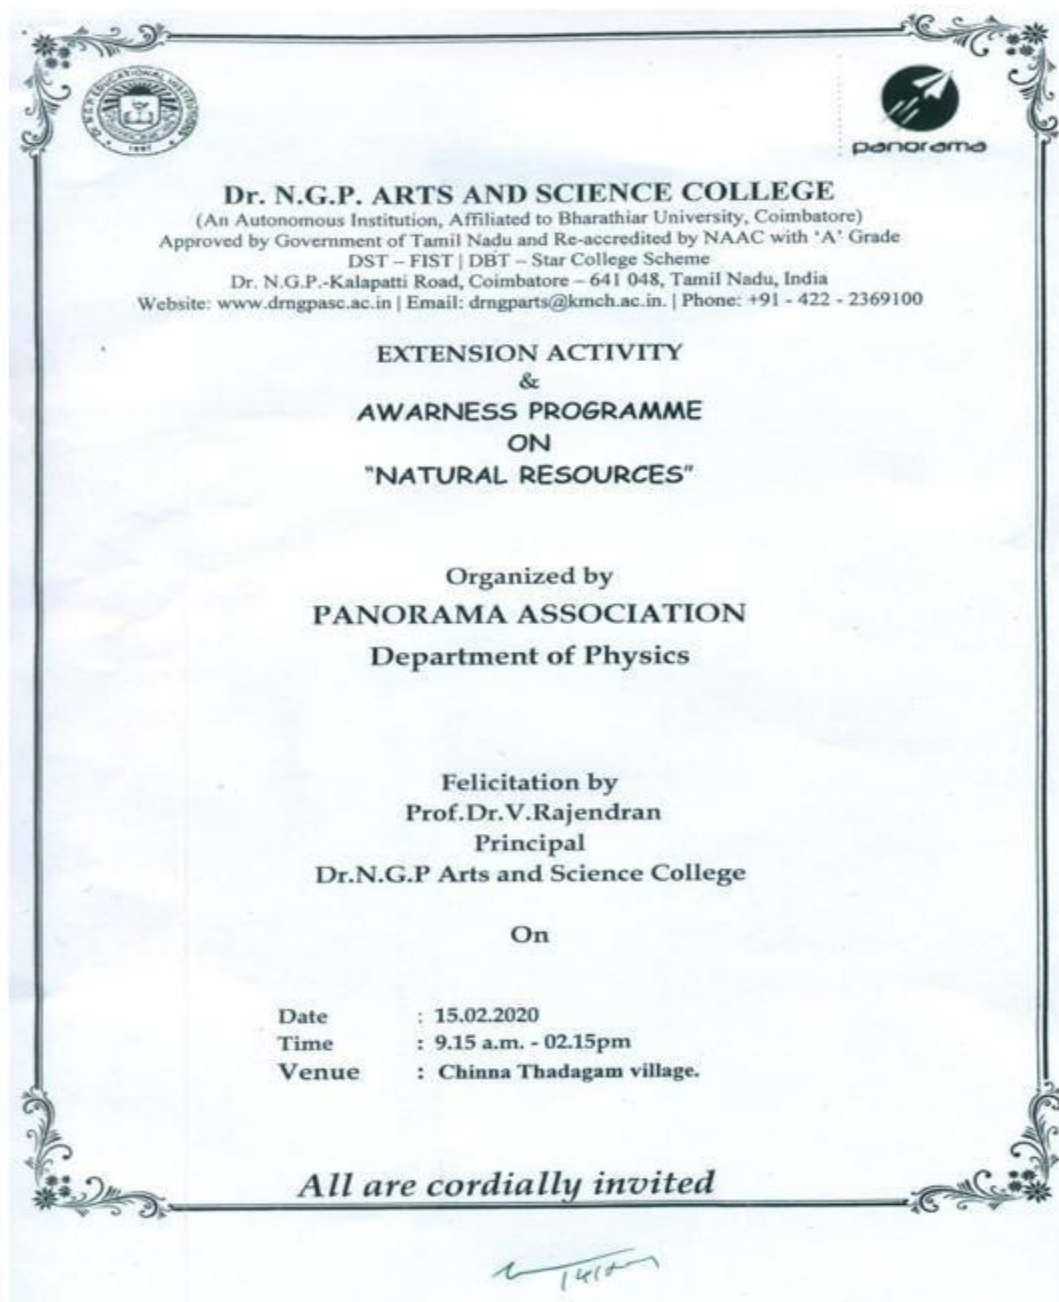 Dr. N.G.P. EDUCATIONAL INSTITUTIONS
1997
panorama
Dr. N.G.P. ARTS AND SCIENCE COLLEGE
(An Autonomous Institution, Affiliated to Bharathiar University, Coimbatore)
Approved by Government of Tamil Nadu and Re-accredited by NAAC with 'A' Grade
DST – FIST | DBT – Star College Scheme
Dr. N.G.P.-Kalapatti Road, Coimbatore – 641 048, Tamil Nadu, India
Website: www.drngpasc.ac.in | Email: drngparts@kmch.ac.in. | Phone: +91 - 422 - 2369100
EXTENSION ACTIVITY
&
AWARNESS PROGRAMME
ON
"NATURAL RESOURCES"
Organized by
PANORAMA ASSOCIATION
Department of Physics
Felicitation by
Prof.Dr.V.Rajendran
Principal
Dr.N.G.P Arts and Science College
On
Date : 15.02.2020
Time : 9.15 a.m. - 02.15pm
Venue : Chinna Thadagam village.
All are cordially invited